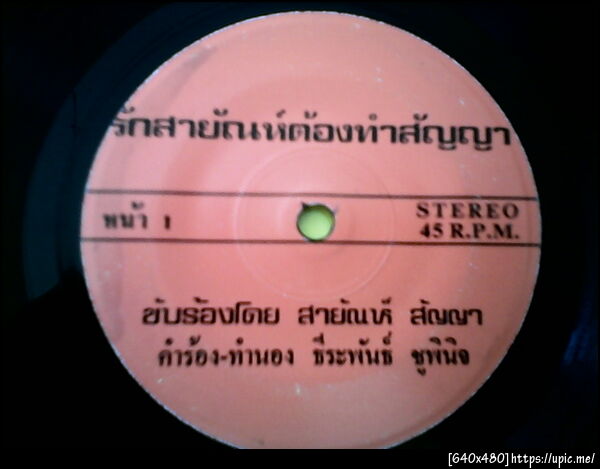 รักสายัณห์ต้องทำสัญญา
หน้า 1
STEREO
45 R.P.M.
ขับร้องโดย สายัณห์ สัญญา
คำร้อง-ทำนอง ธีระพันธ์ ชูพินิจ
[640x480]https://upic.me/